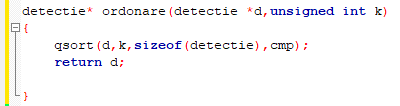 detectie* ordonare(detectie *d,unsigned int k)
{
qsort(d,k,sizeof(detectie),cmp);
return d;
}